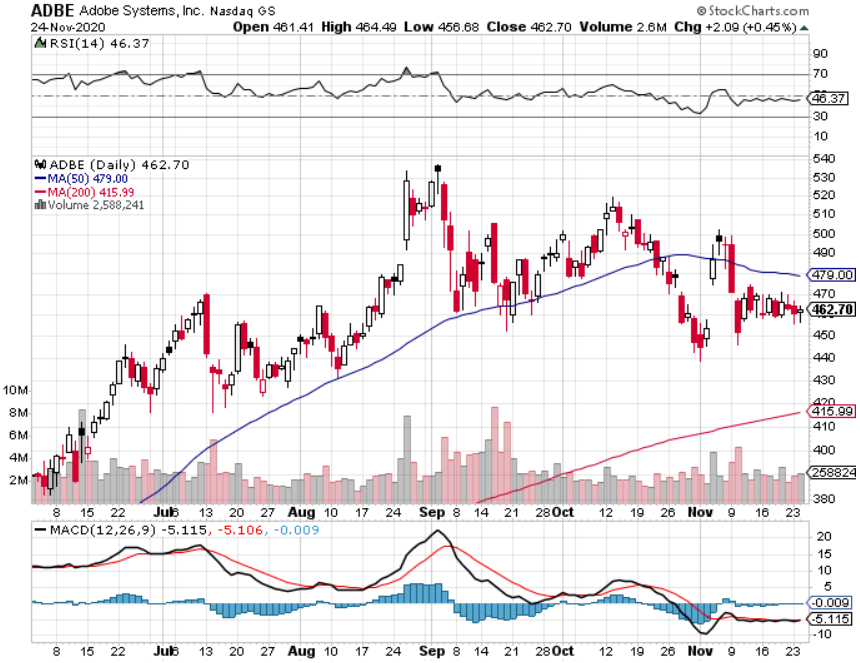 ADBE Adobe Systems, Inc. Nasdaq GS © StockCharts.com
24-Nov-2020 Open 461.41 High 464.49 Low 456.68 Close 462.70 Volume 2.6M Chg +2.09 (+0.45%)
RSI(14) 46.37
90
70
46.37
30
10
ADBE (Daily) 462.70
MA(50) 479.00
MA(200) 415.99
Volume 2,588,241
540
530
520
510
500
490
479.00
470
462.70
450
440
430
415.99
410
400
258824
380
10M
8M
6M
4M
2M
8 15 22 Jul 6 13 20 27 Aug 10 17 24 Sep 8 14 21 28 Oct 12 19 26 Nov 9 16 23
MACD(12,26,9) -5.115, -5.106, -0.009
20
15
10
5
-0.009
-5.115
-10
8 15 22 Jul 6 13 20 27 Aug 10 17 24 Sep 8 14 21 28 Oct 12 19 26 Nov 9 16 23